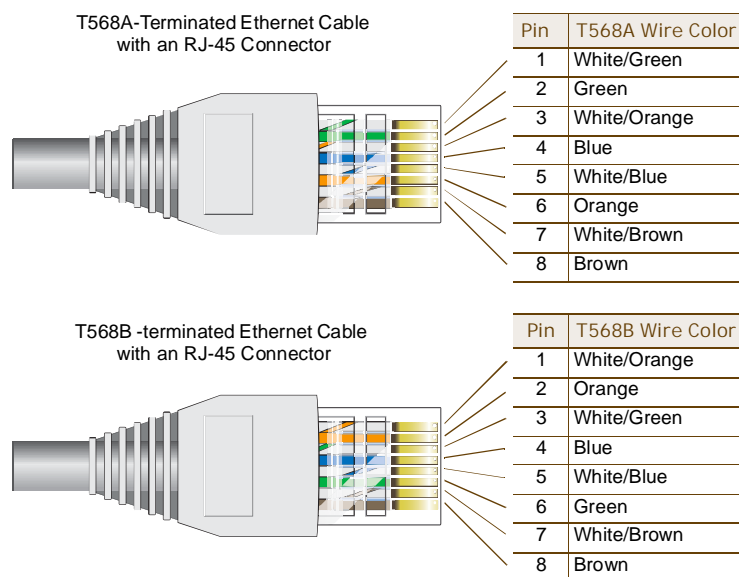 T568A-Terminated Ethernet Cable
with an RJ-45 Connector
Pin T568A Wire Color
1 White/Green
2 Green
3 White/Orange
4 Blue
5 White/Blue
6 Orange
7 White/Brown
8 Brown
T568B -terminated Ethernet Cable
with an RJ-45 Connector
Pin T568B Wire Color
1 White/Orange
2 Orange
3 White/Green
4 Blue
5 White/Blue
6 Green
7 White/Brown
8 Brown